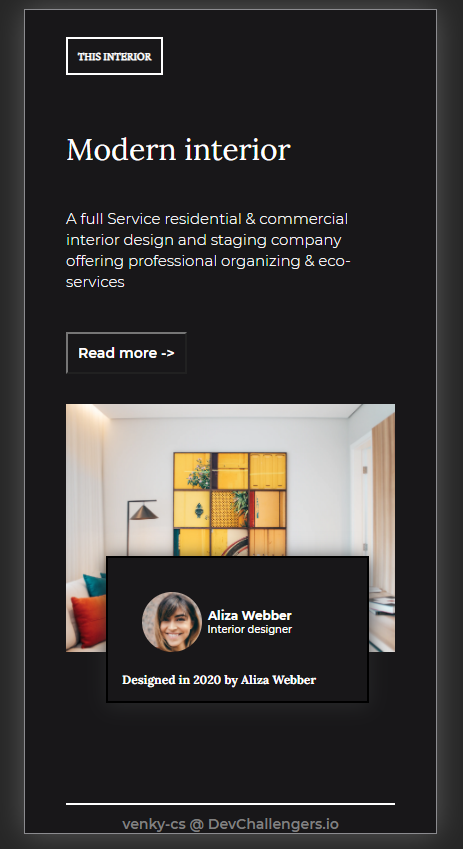 THIS INTERIOR
Modern interior
A full Service residential & commercial
interior design and staging company
offering professional organizing & eco-
services
Read more ->
Aliza Webber
Interior designer
Designed in 2020 by Aliza Webber
venky-cs @ DevChallengers.io